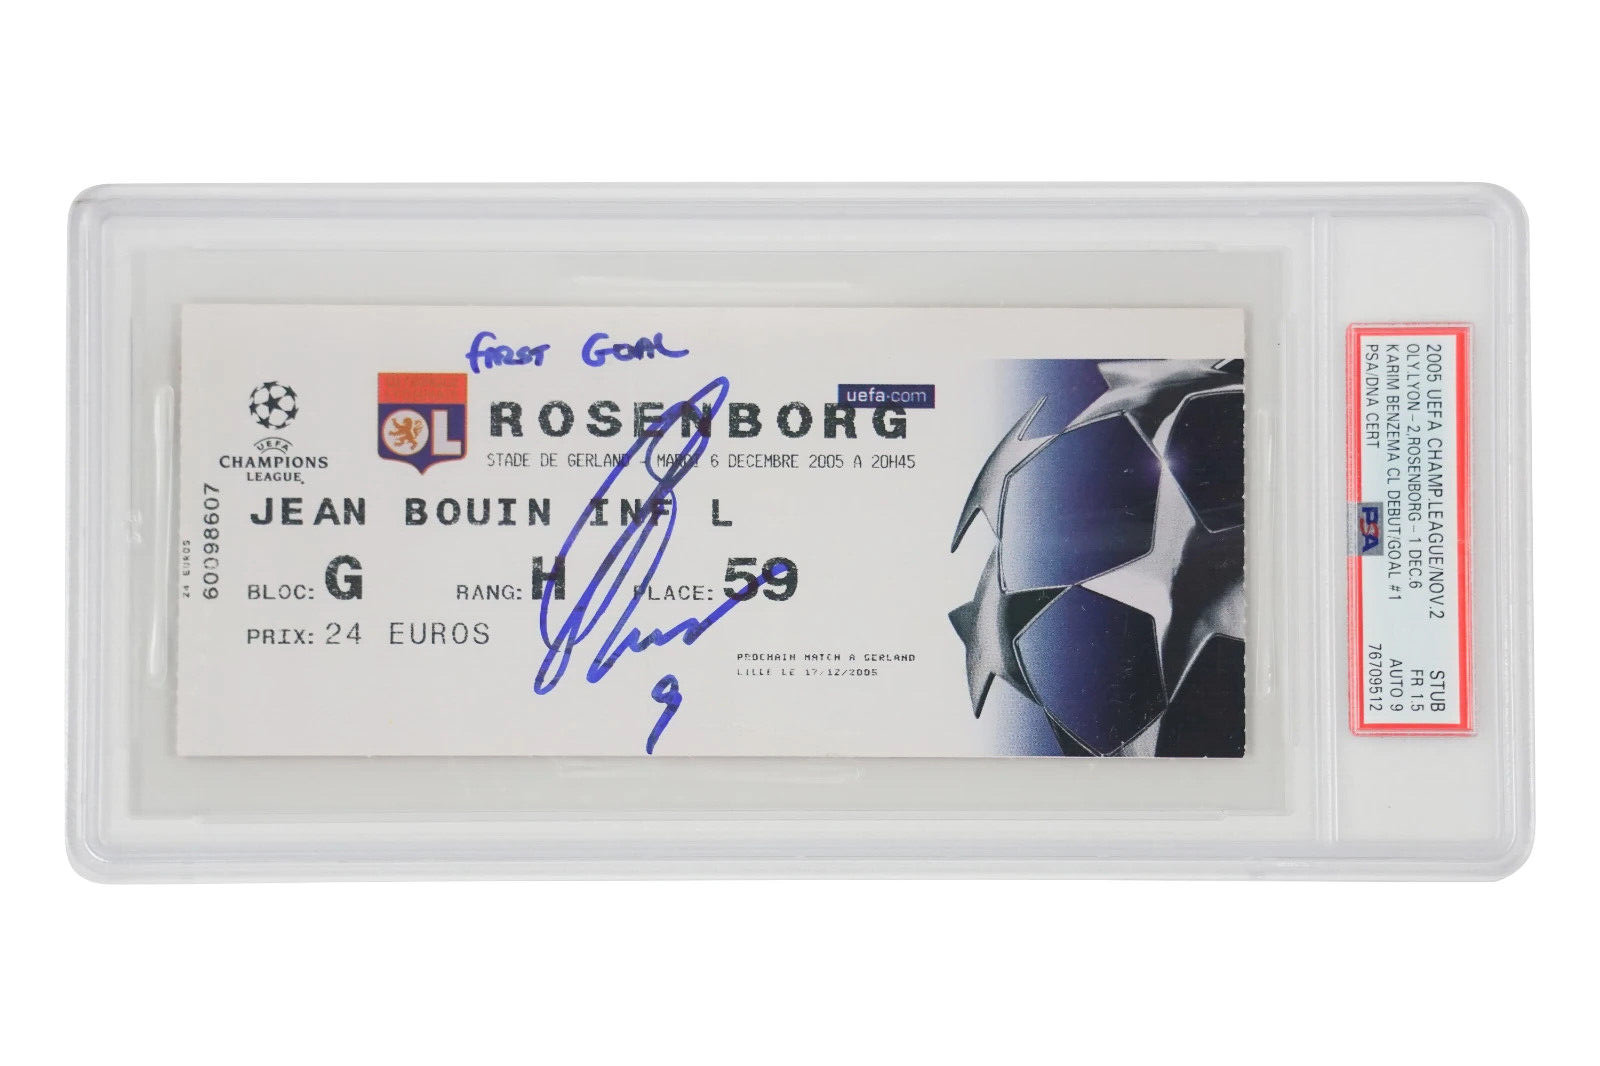 FIRST GOAL
UEFA
CHAMPIONS
LEAGUE
OL
ROSENBORG
uefa.com
STADE DE GERLAND - MARDI 6 DECEMBRE 2005 A 20H45
JEAN BOUIN INF L
BLOC: G RANG: H PLACE: 59
PRIX: 24 EUROS
PROCHAIN MATCH A GERLAND
LILLE LE 17/12/2005
9
24 EUROS
60098607
2005 UEFA CHAMP.LEAGUE/NOV.2 STUB
OLY.LYON - 2,ROSENBORG - 1 DEC.6 FR 1.5
KARIM BENZEMA CL DEBUT/GOAL #1 AUTO 9
PSA/DNA CERT 76709512
PSA